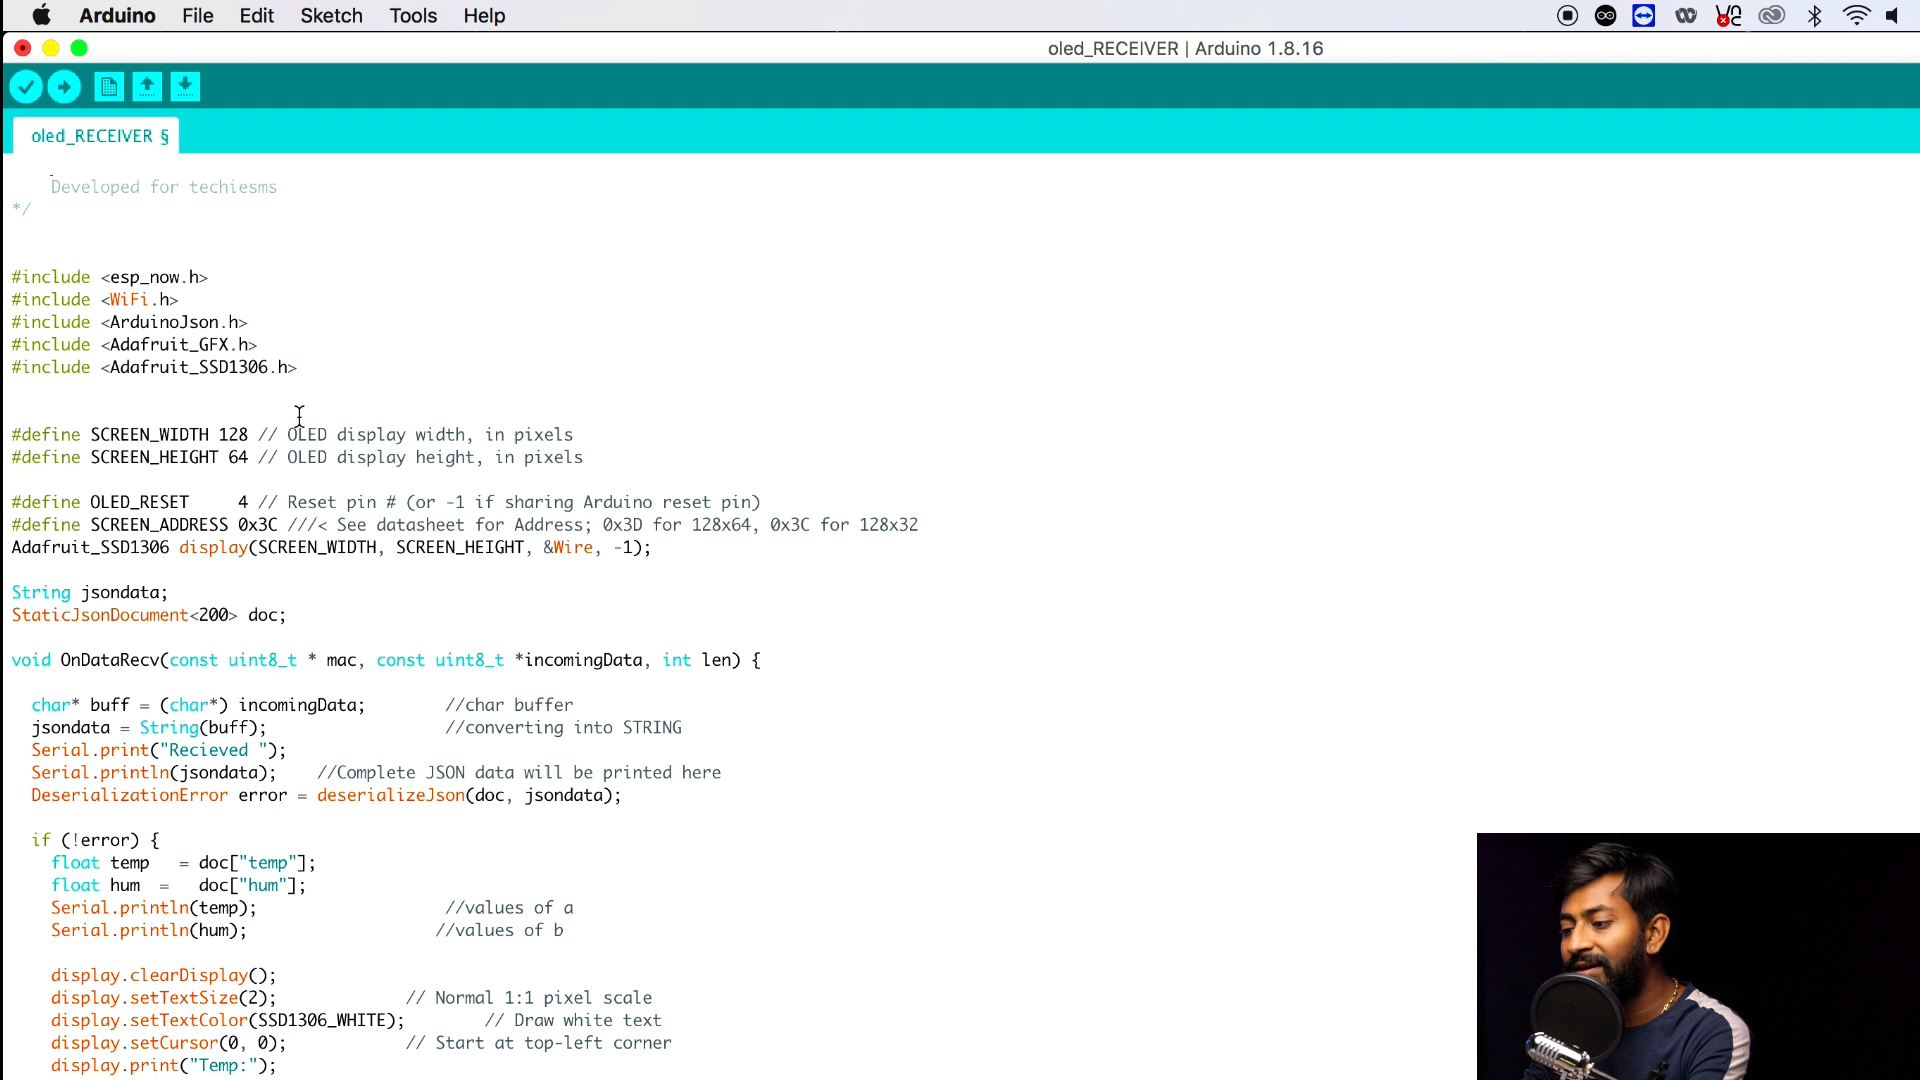 Arduino File Edit Sketch Tools Help
oled_RECEIVER | Arduino 1.8.16
oled_RECEIVER §
Developed for techiesms
*/
#include <esp_now.h>
#include <WiFi.h>
#include <ArduinoJson.h>
#include <Adafruit_GFX.h>
#include <Adafruit_SSD1306.h>
#define SCREEN_WIDTH 128 // OLED display width, in pixels
#define SCREEN_HEIGHT 64 // OLED display height, in pixels
#define OLED_RESET     4 // Reset pin # (or -1 if sharing Arduino reset pin)
#define SCREEN_ADDRESS 0x3C ///< See datasheet for Address; 0x3D for 128x64, 0x3C for 128x32
Adafruit_SSD1306 display(SCREEN_WIDTH, SCREEN_HEIGHT, &Wire, -1);
String jsondata;
StaticJsonDocument<200> doc;
void OnDataRecv(const uint8_t * mac, const uint8_t *incomingData, int len) {
char* buff = (char*) incomingData;        //char buffer
jsondata = String(buff);                  //converting into STRING
Serial.print("Recieved ");
Serial.println(jsondata);    //Complete JSON data will be printed here
DeserializationError error = deserializeJson(doc, jsondata);
if (!error) {
float temp   = doc["temp"];
float hum  =   doc["hum"];
Serial.println(temp);                   //values of a
Serial.println(hum);                   //values of b
display.clearDisplay();
display.setTextSize(2);             // Normal 1:1 pixel scale
display.setTextColor(SSD1306_WHITE);        // Draw white text
display.setCursor(0, 0);            // Start at top-left corner
display.print("Temp:");